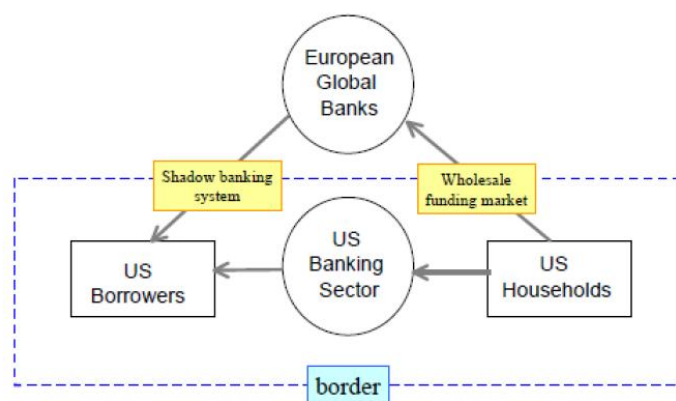 European
Global
Banks
Shadow banking
system
Wholesale
funding market
US
Borrowers
US
Banking
Sector
US
Households
border